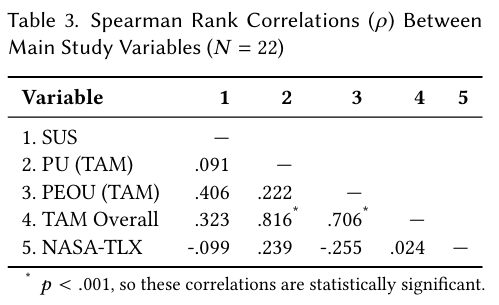 Table 3. Spearman Rank Correlations (ρ) Between
Main Study Variables (N = 22)
Variable 1 2 3 4 5
1. SUS —
2. PU (TAM) .091 —
3. PEOU (TAM) .406 .222 —
4. TAM Overall .323 .816* .706* —
5. NASA-TLX -.099 .239 -.255 .024 —
* p < .001, so these correlations are statistically significant.